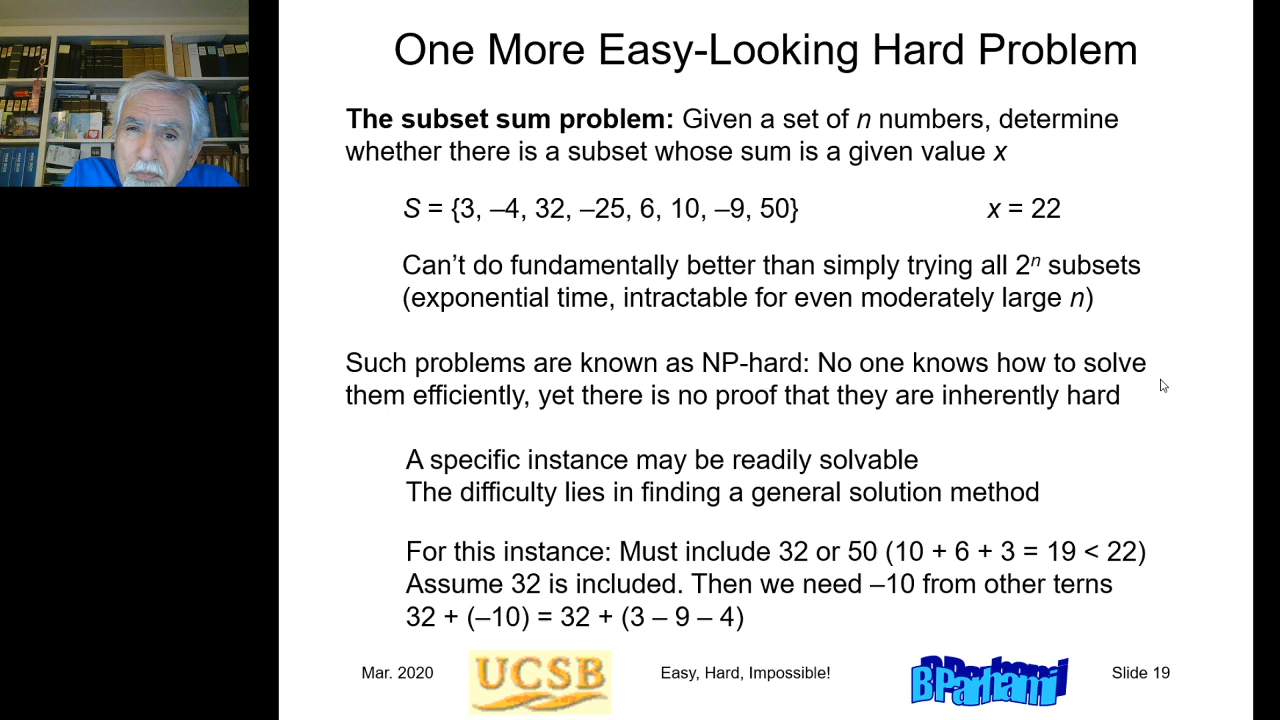 One More Easy-Looking Hard Problem
The subset sum problem: Given a set of n numbers, determine
whether there is a subset whose sum is a given value x
S = {3, –4, 32, –25, 6, 10, –9, 50} x = 22
Can’t do fundamentally better than simply trying all 2ⁿ subsets
(exponential time, intractable for even moderately large n)
Such problems are known as NP-hard: No one knows how to solve
them efficiently, yet there is no proof that they are inherently hard
A specific instance may be readily solvable
The difficulty lies in finding a general solution method
For this instance: Must include 32 or 50 (10 + 6 + 3 = 19 < 22)
Assume 32 is included. Then we need –10 from other terns
32 + (–10) = 32 + (3 – 9 – 4)
Mar. 2020 UCSB Easy, Hard, Impossible! BParhami Slide 19